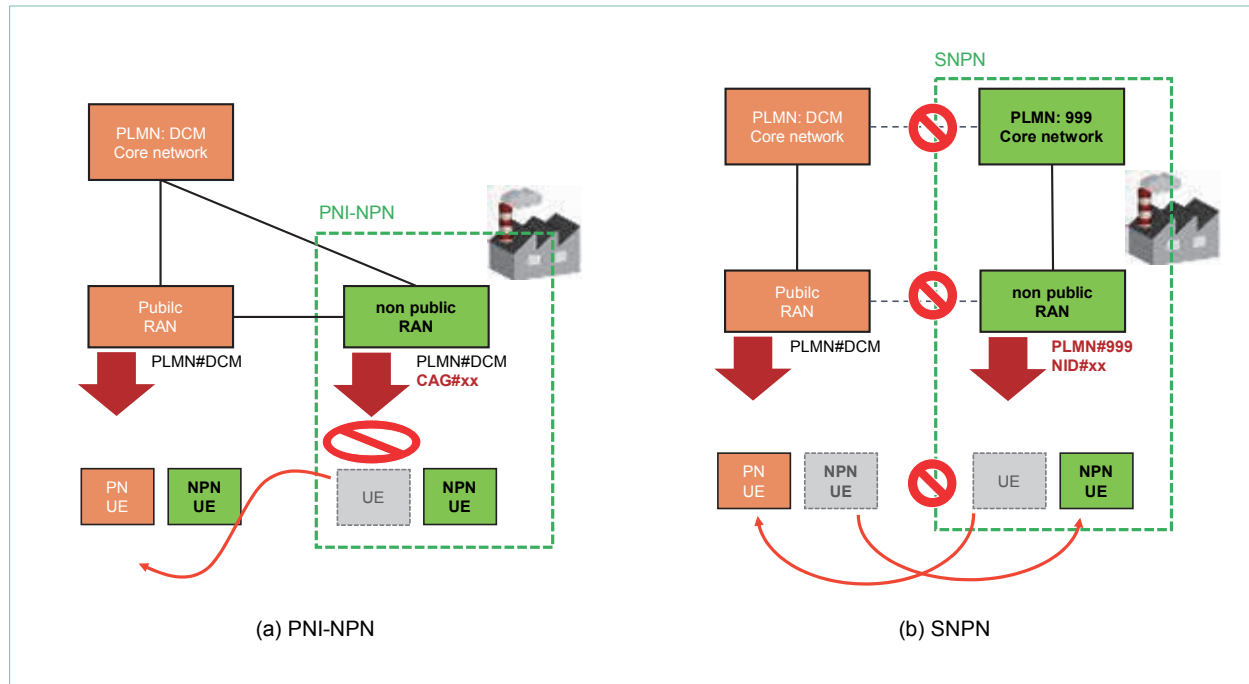 PLMN: DCM
Core network
PNI-NPN
Pubilc
RAN
non public
RAN
PLMN#DCM
PLMN#DCM
CAG#xx
PN
UE
NPN
UE
UE
NPN
UE
(a) PNI-NPN
SNPN
PLMN: DCM
Core network
PLMN: 999
Core network
Public
RAN
non public
RAN
PLMN#DCM
PLMN#999
NID#xx
PN
UE
NPN
UE
UE
NPN
UE
(b) SNPN